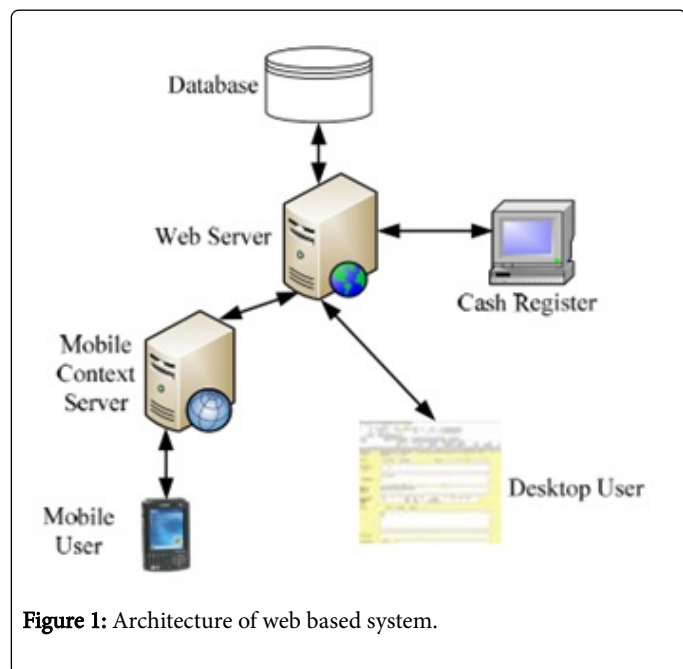 Database
Web Server
Cash Register
Mobile
Context
Server
Desktop User
Mobile
User
Figure 1: Architecture of web based system.